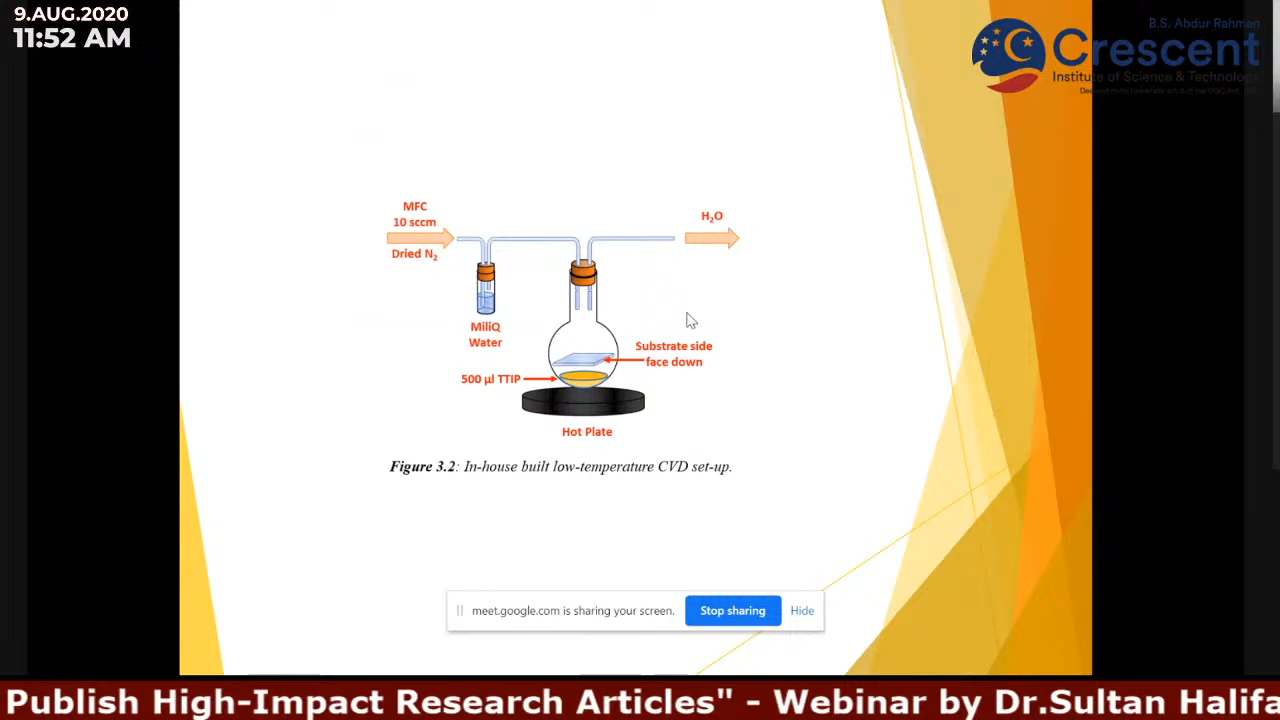 9.AUG.2020
11:52 AM
B.S. Abdur Rahman
Crescent
Institute of Science & Technology
MFC
10 sccm
Dried N₂
H₂O
MiliQ
Water
Substrate side
face down
500 µl TTIP
Hot Plate
Figure 3.2: In-house built low-temperature CVD set-up.
meet.google.com is sharing your screen.
Stop sharing
Hide
Publish High-Impact Research Articles" - Webinar by Dr.Sultan Halifa